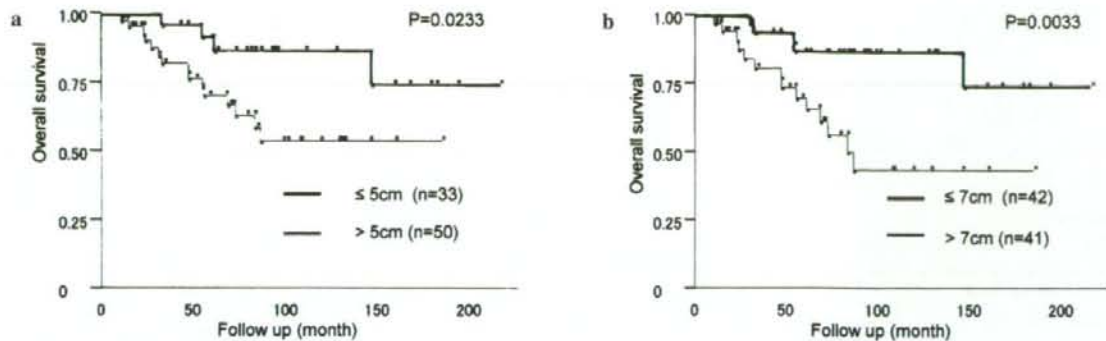 a
P=0.0233
1.00
0.75
0.50
0.25
0
Overall survival
≤ 5cm (n=33)
> 5cm (n=50)
0 50 100 150 200
Follow up (month)
b
P=0.0033
1.00
0.75
0.50
0.25
0
Overall survival
≤ 7cm (n=42)
> 7cm (n=41)
0 50 100 150 200
Follow up (month)